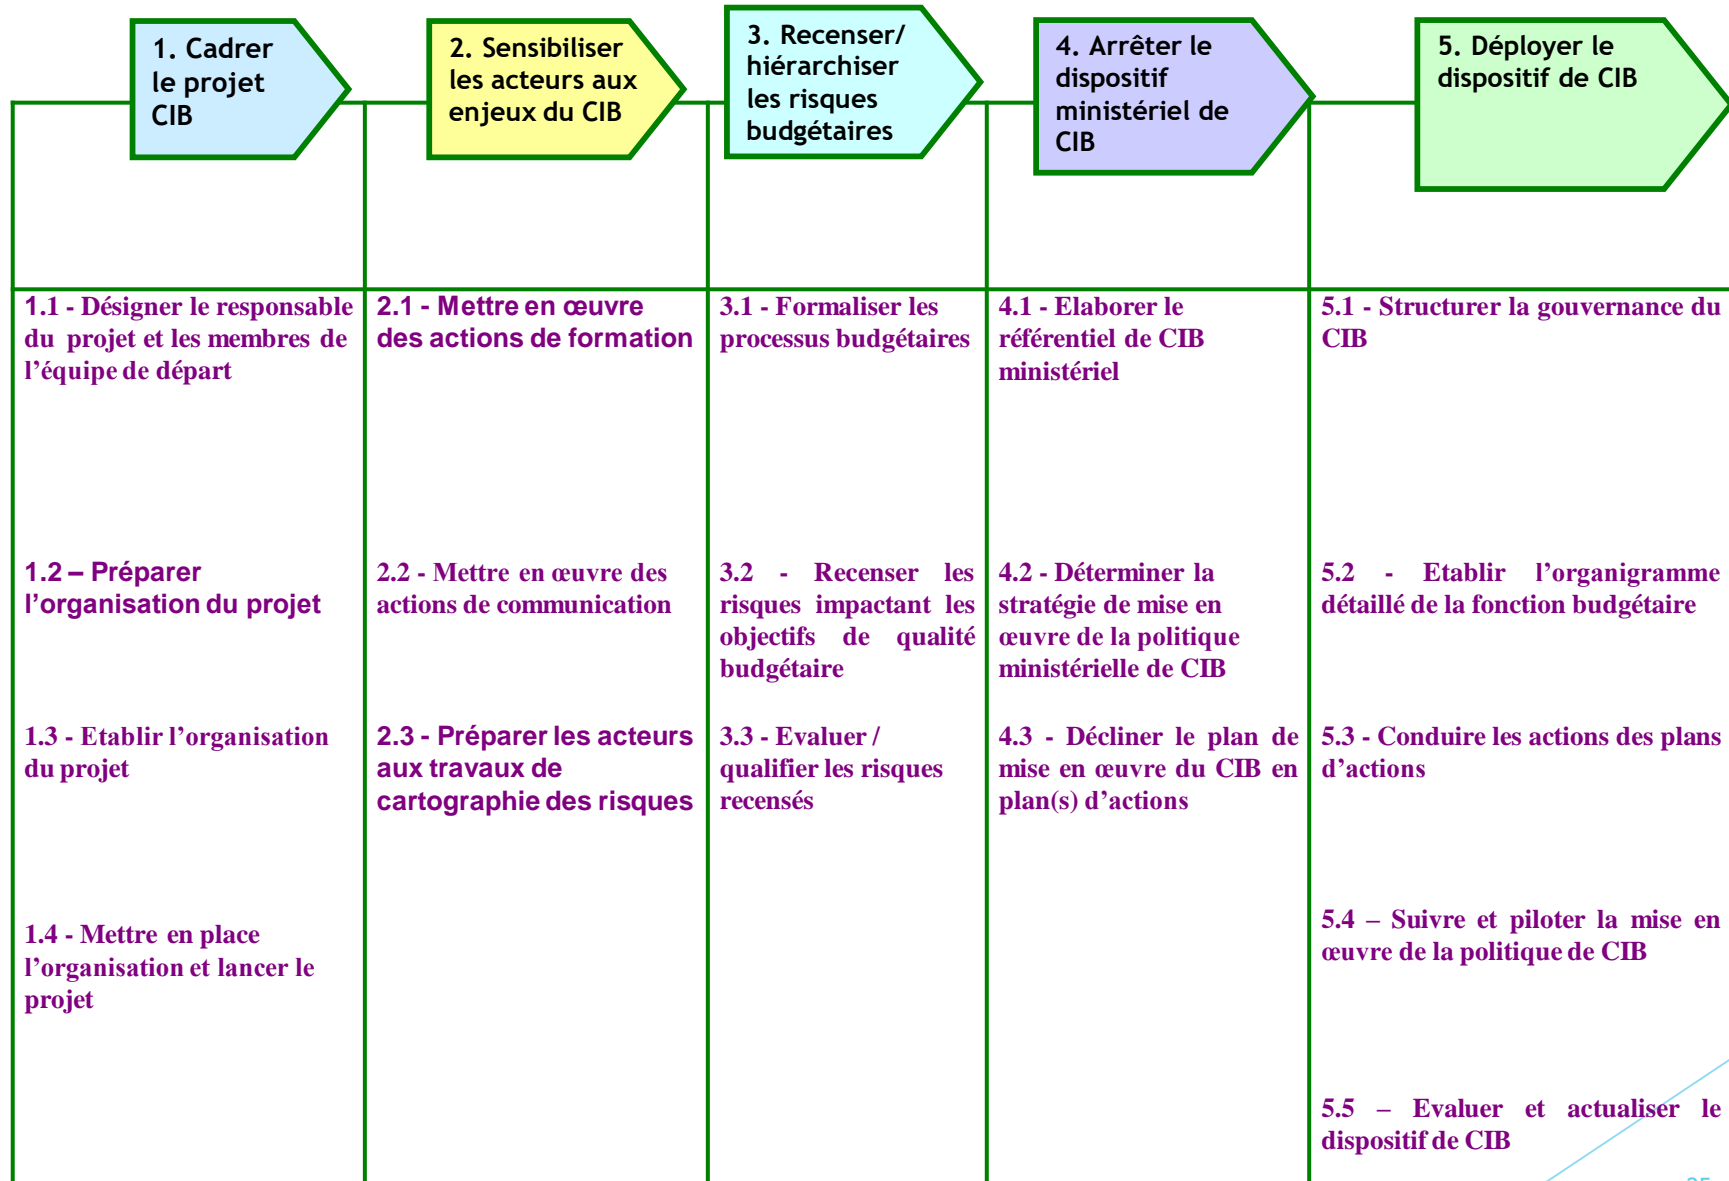 1. Cadrer
le projet
CIB
2. Sensibiliser
les acteurs aux
enjeux du CIB
3. Recenser/
hiérarchiser
les risques
budgétaires
4. Arrêter le
dispositif
ministériel de
CIB
5. Déployer le
dispositif de CIB
1.1 - Désigner le responsable
du projet et les membres de
l’équipe de départ
2.1 - Mettre en œuvre
des actions de formation
3.1 - Formaliser les
processus budgétaires
4.1 - Elaborer le
référentiel de CIB
ministériel
5.1 - Structurer la gouvernance du
CIB
1.2 – Préparer
l’organisation du projet
2.2 - Mettre en œuvre des
actions de communication
3.2 - Recenser les
risques impactant les
objectifs de qualité
budgétaire
4.2 - Déterminer la
stratégie de mise en
œuvre de la politique
ministérielle de CIB
5.2 - Etablir l’organigramme
détaillé de la fonction budgétaire
1.3 - Etablir l’organisation
du projet
2.3 - Préparer les acteurs
aux travaux de
cartographie des risques
3.3 - Evaluer /
qualifier les risques
recensés
4.3 - Décliner le plan de
mise en œuvre du CIB en
plan(s) d’actions
5.3 - Conduire les actions des plans
d’actions
1.4 - Mettre en place
l’organisation et lancer le
projet
5.4 – Suivre et piloter la mise en
œuvre de la politique de CIB
5.5 – Evaluer et actualiser le
dispositif de CIB